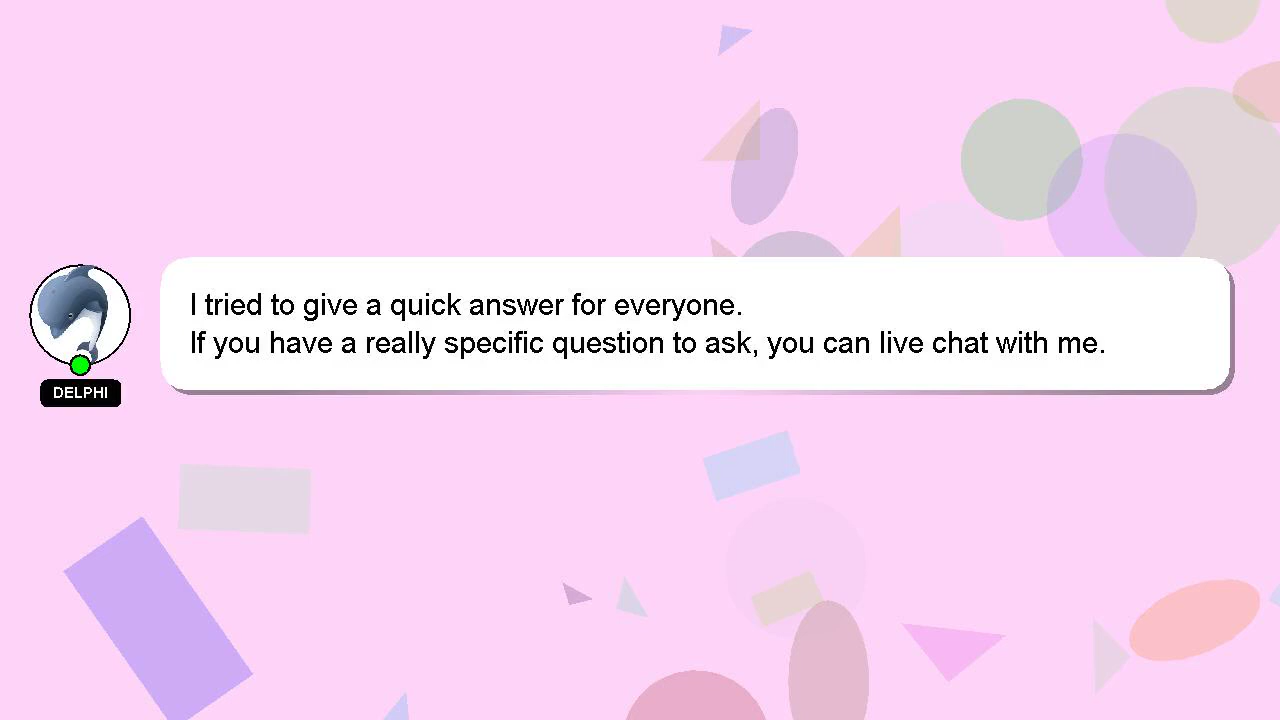 I tried to give a quick answer for everyone.
If you have a really specific question to ask, you can live chat with me.
DELPHI